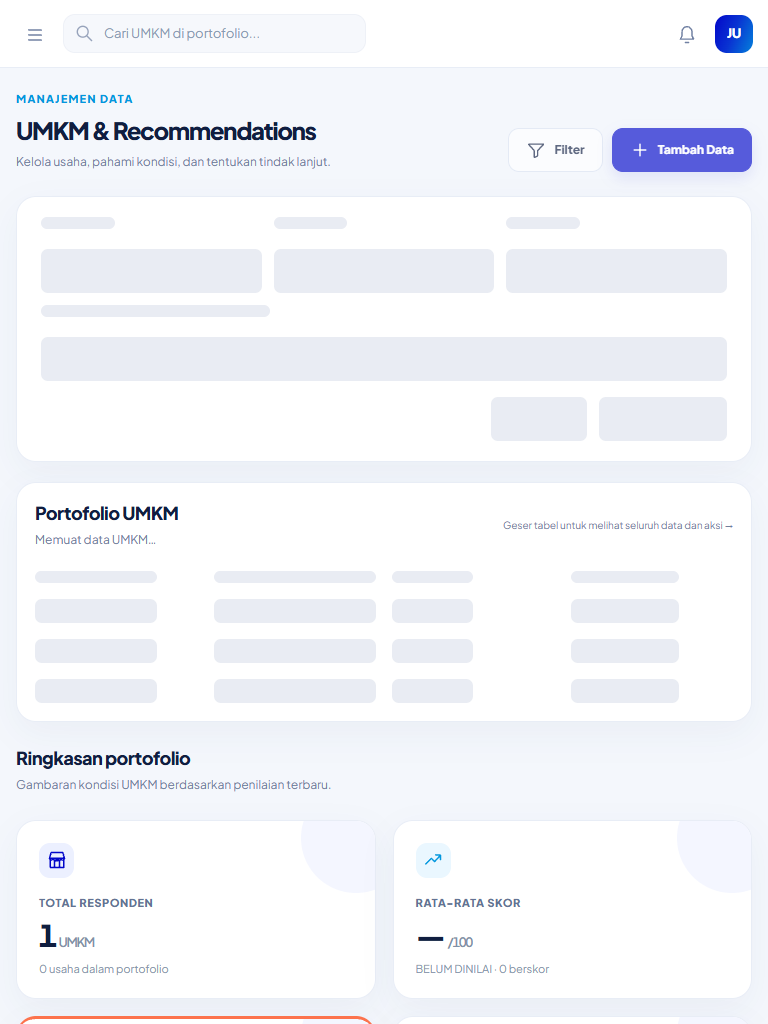 Cari UMKM di portofolio...
JU
MANAJEMEN DATA
UMKM & Recommendations
Kelola usaha, pahami kondisi, dan tentukan tindak lanjut.
Filter
Tambah Data
Portofolio UMKM
Memuat data UMKM...
Geser tabel untuk melihat seluruh data dan aksi →
Ringkasan portofolio
Gambaran kondisi UMKM berdasarkan penilaian terbaru.
TOTAL RESPONDEN
1 UMKM
0 usaha dalam portofolio
RATA-RATA SKOR
— /100
BELUM DINILAI · 0 berskor